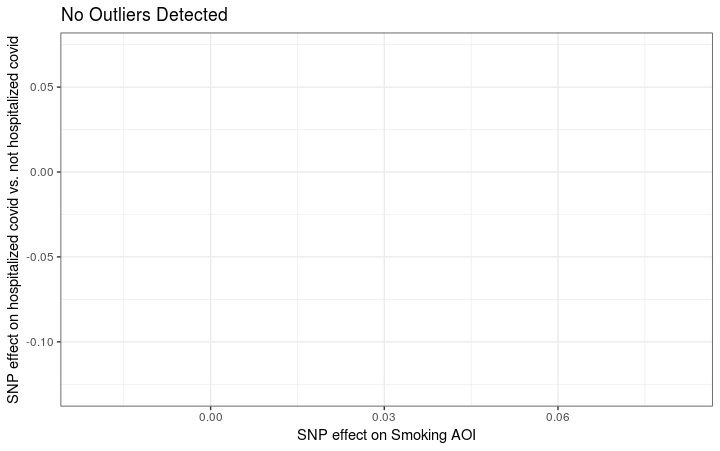 No Outliers Detected
SNP effect on hospitalized covid vs. not hospitalized covid
0.05
0.00
-0.05
-0.10
0.00
0.03
0.06
SNP effect on Smoking AOI